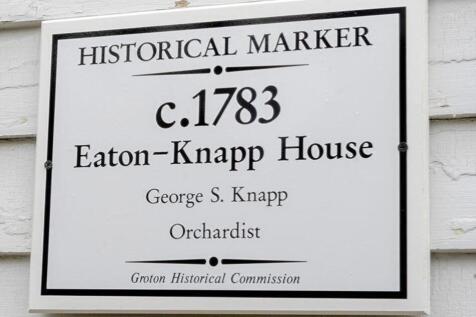 HISTORICAL MARKER
c.1783
Eaton-Knapp House
George S. Knapp
Orchardist
Groton Historical Commission